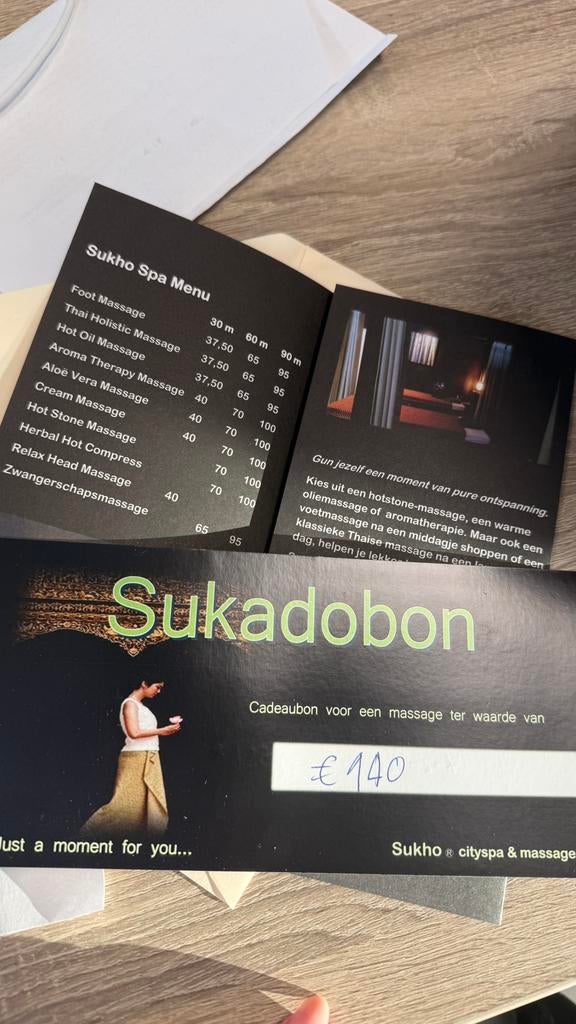 Sukho Spa Menu
30 m 60 m 90 m
Foot Massage 37,50 65 95
Thai Holistic Massage 37,50 65 95
Hot Oil Massage 37,50 65 95
Aroma Therapy Massage 40 70 100
Aloë Vera Massage 40 70 100
Cream Massage 70 100
Hot Stone Massage 70 100
Herbal Hot Compress 70 100
Relax Head Massage 40
Zwangerschapsmassage 65 95
Gun jezelf een moment van pure ontspanning.
Kies uit een hotstone-massage, een warme
oliemassage of aromatherapie. Maar ook een
voetmassage na een middagje shoppen of een
klassieke Thaise massage na een
dag, helpen je
Sukadobon
Cadeaubon voor een massage ter waarde van
€ 140
Just a moment for you...
Sukho ® cityspa & massage